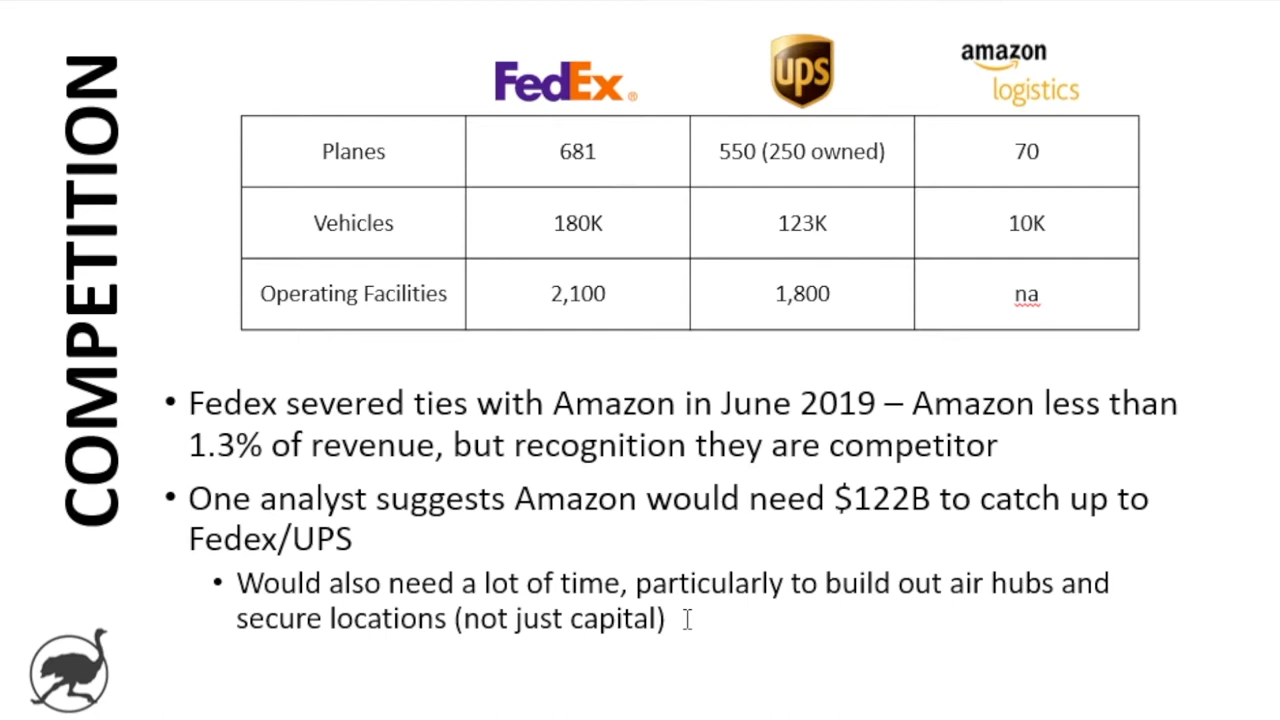 COMPETITION
FedEx®
ups
amazon
logistics
Planes 681 550 (250 owned) 70
Vehicles 180K 123K 10K
Operating Facilities 2,100 1,800 na
• Fedex severed ties with Amazon in June 2019 – Amazon less than
1.3% of revenue, but recognition they are competitor
• One analyst suggests Amazon would need $122B to catch up to
Fedex/UPS
• Would also need a lot of time, particularly to build out air hubs and
secure locations (not just capital)